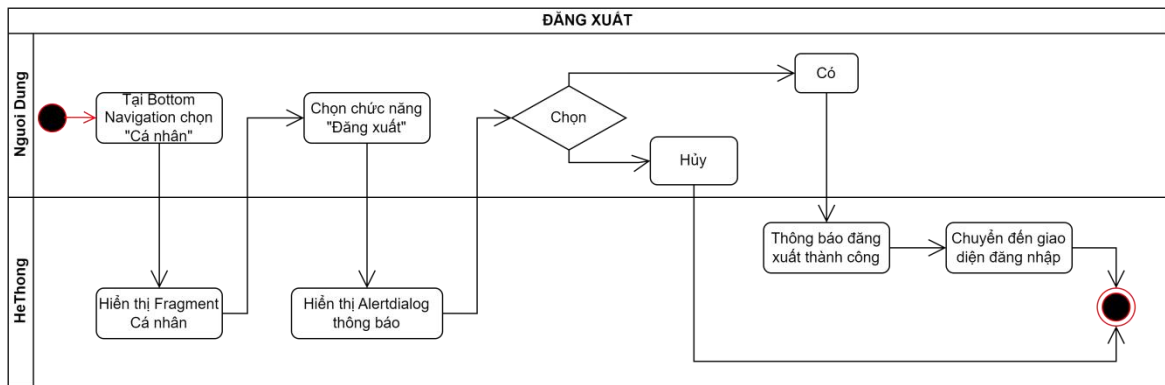 ĐĂNG XUẤT
Nguoi Dung
Tại Bottom
Navigation chọn
"Cá nhân"
Chọn chức năng
"Đăng xuất"
Chọn
Có
Hủy
HeThong
Hiển thị Fragment
Cá nhân
Hiển thị Alertdialog
thông báo
Thông báo đăng
xuất thành công
Chuyển đến giao
diện đăng nhập